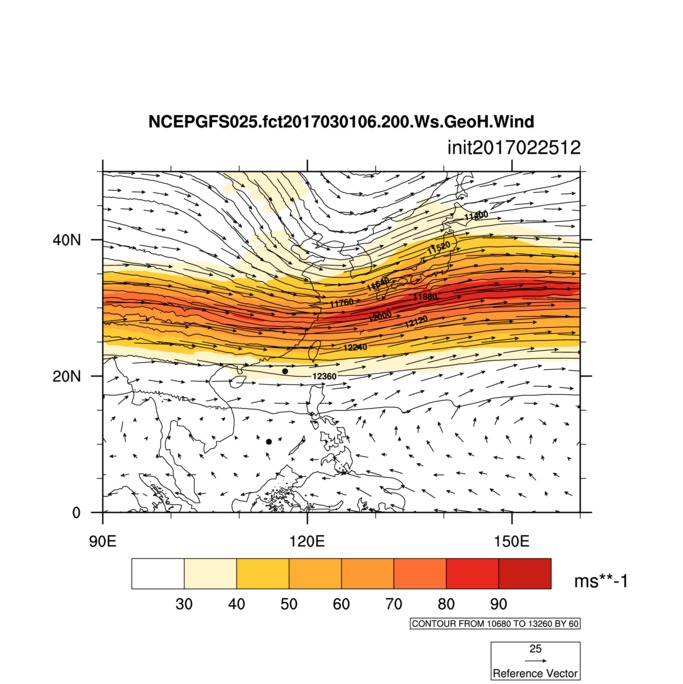 NCEPGFS025.fct2017030106.200.Ws.GeoH.Wind
init2017022512
11400
40N
11520
11640
11760
11880
12000
12120
12240
20N
12360
0
90E 120E 150E
30 40 50 60 70 80 90
ms**-1
CONTOUR FROM 10680 TO 13260 BY 60
25
Reference Vector